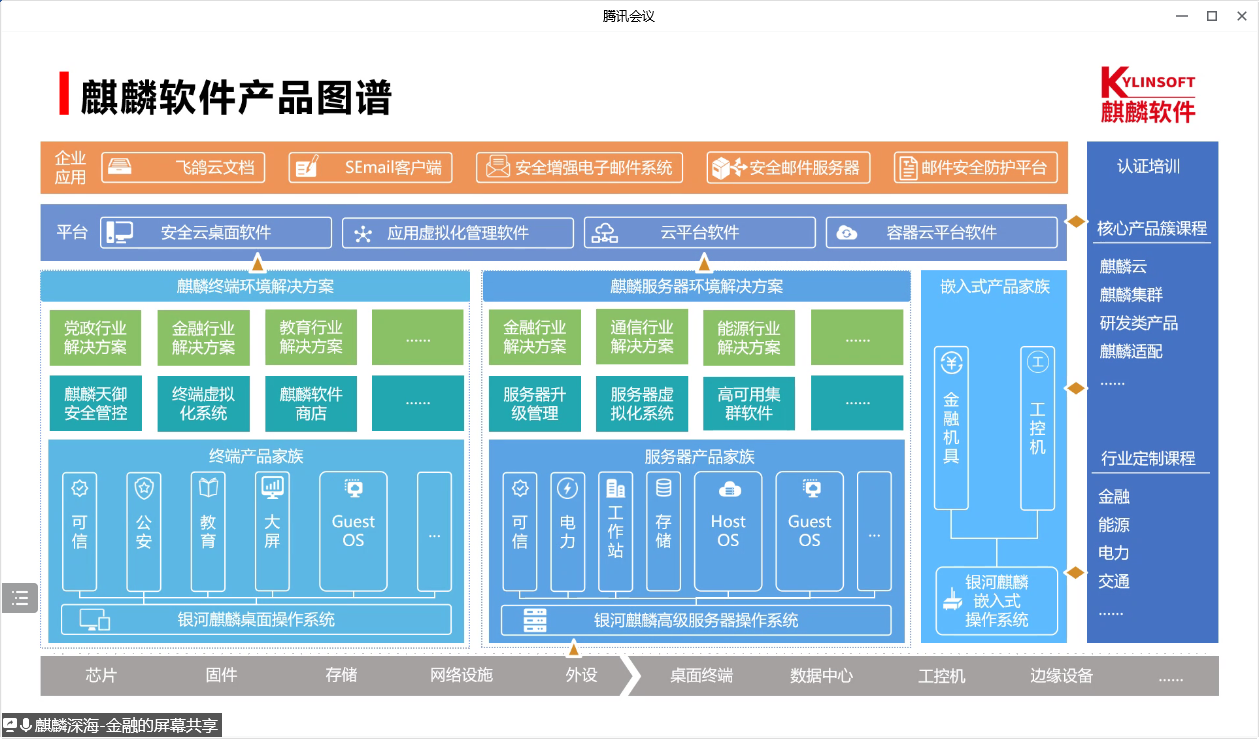 腾讯会议
麒麟软件产品图谱
KYLINSOFT
麒麟软件
企业
应用
飞鸽云文档
SEmail客户端
安全增强电子邮件系统
安全邮件服务器
邮件安全防护平台
平台
安全云桌面软件
应用虚拟化管理软件
云平台软件
容器云平台软件
麒麟终端环境解决方案
党政行业
解决方案
金融行业
解决方案
教育行业
解决方案
......
麒麟天御
安全管控
终端虚拟
化系统
麒麟软件
商店
......
终端产品家族
可信
公安
教育
大屏
Guest
OS
...
银河麒麟桌面操作系统
麒麟服务器环境解决方案
金融行业
解决方案
通信行业
解决方案
能源行业
解决方案
......
服务器升
级管理
服务器虚
拟化系统
高可用集
群软件
......
服务器产品家族
可信
电力
工作站
存储
Host
OS
Guest
OS
...
银河麒麟高级服务器操作系统
嵌入式产品家族
金融机具
工
工控机
银河麒麟
嵌入式
操作系统
认证培训
核心产品簇课程
麒麟云
麒麟集群
研发类产品
麒麟适配
......
行业定制课程
金融
能源
电力
交通
......
芯片
固件
存储
网络设施
外设
桌面终端
数据中心
工控机
边缘设备
......
麒麟深海-金融的屏幕共享